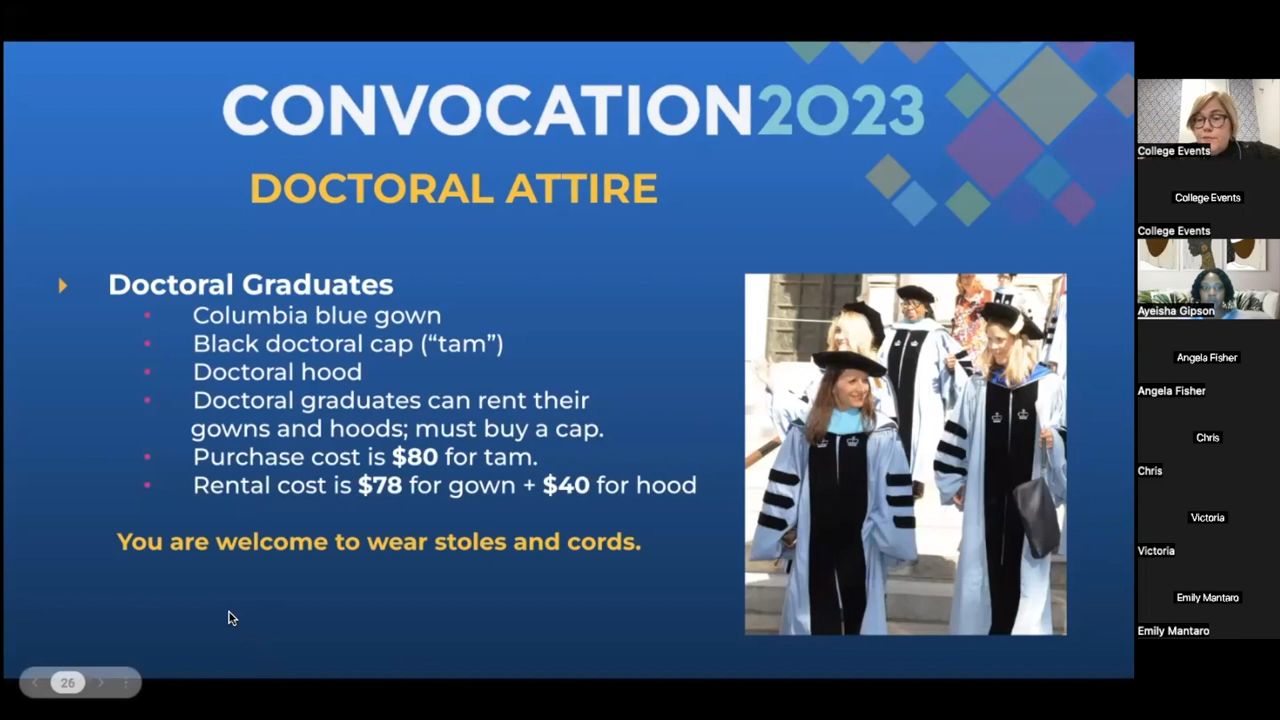 CONVOCATION2023
DOCTORAL ATTIRE
Doctoral Graduates
Columbia blue gown
Black doctoral cap (“tam”)
Doctoral hood
Doctoral graduates can rent their
gowns and hoods; must buy a cap.
Purchase cost is $80 for tam.
Rental cost is $78 for gown + $40 for hood
You are welcome to wear stoles and cords.
26
College Events
College Events
College Events
Ayeisha Gipson
Angela Fisher
Angela Fisher
Chris
Chris
Victoria
Victoria
Emily Mantaro
Emily Mantaro